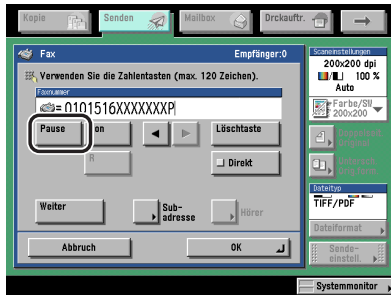 Kopie
Senden
Mailbox
Drckauftr.
Fax
Empfänger:0
Verwenden Sie die Zahlentasten (max. 120 Zeichen).
Faxnummer
=0101516XXXXXXXP
Pause
on
Löschtaste
R
Direkt
Weiter
Sub-
adresse
Hörer
Abbruch
OK
Scaneinstellungen
200x200 dpi
100 %
Auto
Farbe/SW
200x200
Dateityp
TIFF/PDF
Dateiformat
Sende-
einstell.
Systemmonitor